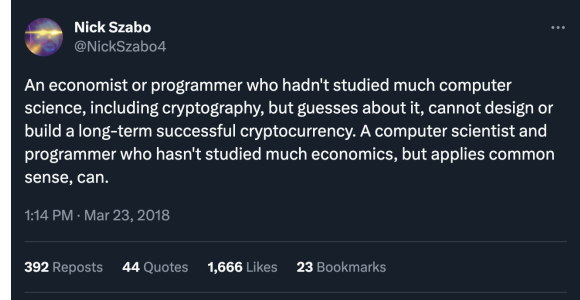 Nick Szabo
@NickSzabo4
An economist or programmer who hadn't studied much computer
science, including cryptography, but guesses about it, cannot design or
build a long-term successful cryptocurrency. A computer scientist and
programmer who hasn't studied much economics, but applies common
sense, can.
1:14 PM · Mar 23, 2018
392 Reposts 44 Quotes 1,666 Likes 23 Bookmarks